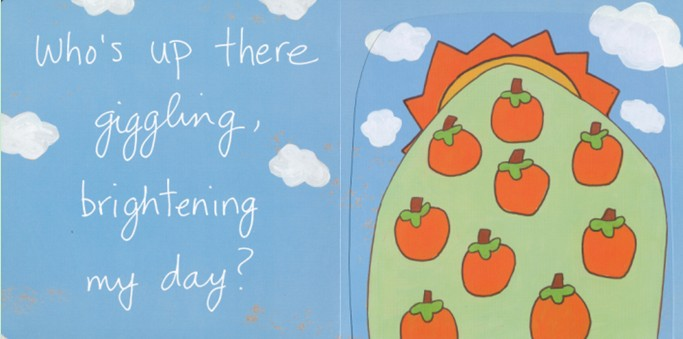 Who's up there
giggling,
brightening
my day?